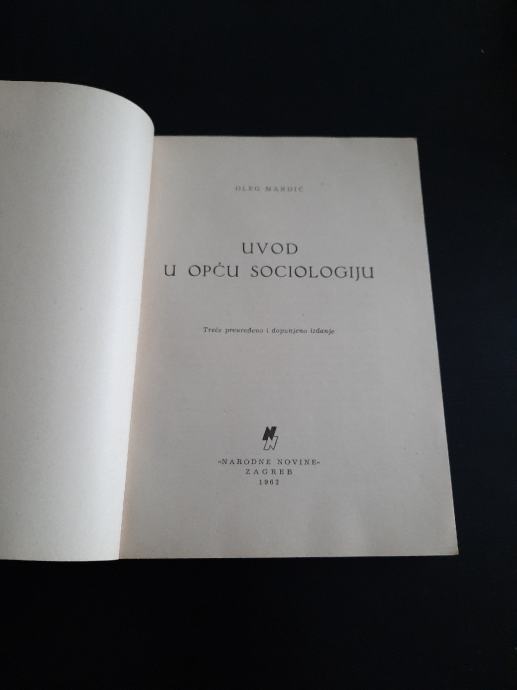 OLEG MANDIĆ
UVOD
U OPĆU SOCIOLOGIJU
Treće preuređeno i dopunjeno izdanje
»NARODNE NOVINE«
ZAGREB
1962